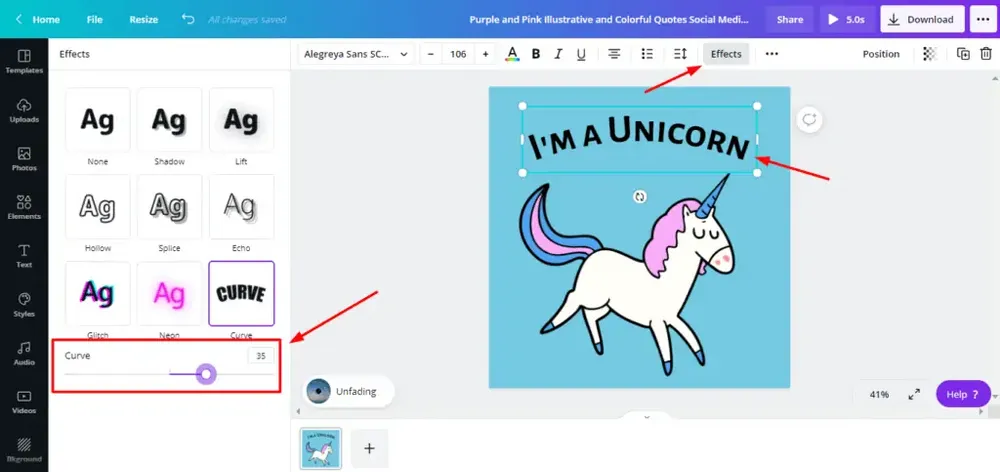 Home File Resize All changes saved Purple and Pink Illustrative and Colorful Quotes Social Medi... Share 5.0s Download
Templates
Uploads
Photos
Elements
Text
Styles
Audio
Videos
Bkground
Effects
Ag Ag Ag
None Shadow Lift
Ag Ag Ag
Hollow Splice Echo
Ag Ag CURVE
Glitch Neon Curve
Curve 35
Alegreya Sans SC... − 106 + A B I U Effects Position
I'M A UNICORN
Unfading
41% Help ?
I'M A UNICORN